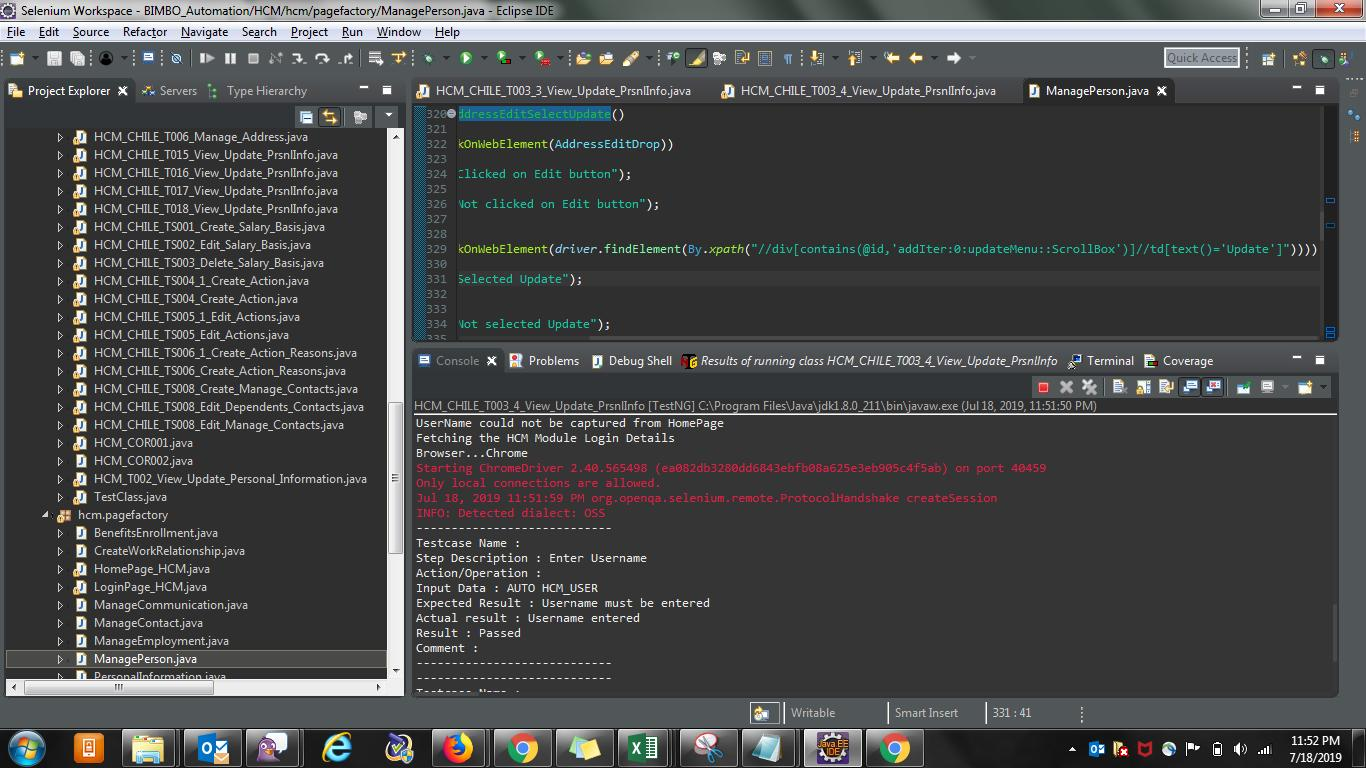 Selenium Workspace - BIMBO_Automation/HCM/hcm/pagefactory/ManagePerson.java - Eclipse IDE
File Edit Source Refactor Navigate Search Project Run Window Help
Quick Access
Project Explorer Servers Type Hierarchy
HCM_CHILE_T006_Manage_Address.java
HCM_CHILE_T015_View_Update_PrsnlInfo.java
HCM_CHILE_T016_View_Update_PrsnlInfo.java
HCM_CHILE_T017_View_Update_PrsnlInfo.java
HCM_CHILE_T018_View_Update_PrsnlInfo.java
HCM_CHILE_TS001_Create_Salary_Basis.java
HCM_CHILE_TS002_Edit_Salary_Basis.java
HCM_CHILE_TS003_Delete_Salary_Basis.java
HCM_CHILE_TS004_1_Create_Action.java
HCM_CHILE_TS004_Create_Action.java
HCM_CHILE_TS005_1_Edit_Actions.java
HCM_CHILE_TS005_Edit_Actions.java
HCM_CHILE_TS006_1_Create_Action_Reasons.java
HCM_CHILE_TS006_Create_Action_Reasons.java
HCM_CHILE_TS008_Create_Manage_Contacts.java
HCM_CHILE_TS008_Edit_Dependents_Contacts.java
HCM_CHILE_TS008_Edit_Manage_Contacts.java
HCM_COR001.java
HCM_COR002.java
HCM_T002_View_Update_Personal_Information.java
TestClass.java
hcm.pagefactory
BenefitsEnrollment.java
CreateWorkRelationship.java
HomePage_HCM.java
LoginPage_HCM.java
ManageCommunication.java
ManageContact.java
ManageEmployment.java
ManagePerson.java
PersonalInformation.java
HCM_CHILE_T003_3_View_Update_PrsnlInfo.java HCM_CHILE_T003_4_View_Update_PrsnlInfo.java ManagePerson.java
320 ddressEditSelectUpdate()
321
322 kOnWebElement(AddressEditDrop))
323
324 Clicked on Edit button");
325
326 Not clicked on Edit button");
327
328
329 kOnWebElement(driver.findElement(By.xpath("//div[contains(@id,'addIter:0:updateMenu::ScrollBox')]//td[text()='Update']"))))
330
331 Selected Update");
332
333
334 Not selected Update");
335
Console Problems Debug Shell Results of running class HCM_CHILE_T003_4_View_Update_PrsnlInfo Terminal Coverage
HCM_CHILE_T003_4_View_Update_PrsnlInfo [TestNG] C:\Program Files\Java\jdk1.8.0_211\bin\javaw.exe (Jul 18, 2019, 11:51:50 PM)
UserName could not be captured from HomePage
Fetching the HCM Module Login Details
Browser...Chrome
Starting ChromeDriver 2.40.565498 (ea082db3280dd6843ebfb08a625e3eb905c4f5ab) on port 40459
Only local connections are allowed.
Jul 18, 2019 11:51:59 PM org.openqa.selenium.remote.ProtocolHandshake createSession
INFO: Detected dialect: OSS
----------------------------
Testcase Name :
Step Description : Enter Username
Action/Operation :
Input Data : AUTO HCM_USER
Expected Result : Username must be entered
Actual result : Username entered
Result : Passed
Comment :
----------------------------
----------------------------
Testcase Name :
Writable Smart Insert 331 : 41
Java EE IDE
11:52 PM
7/18/2019